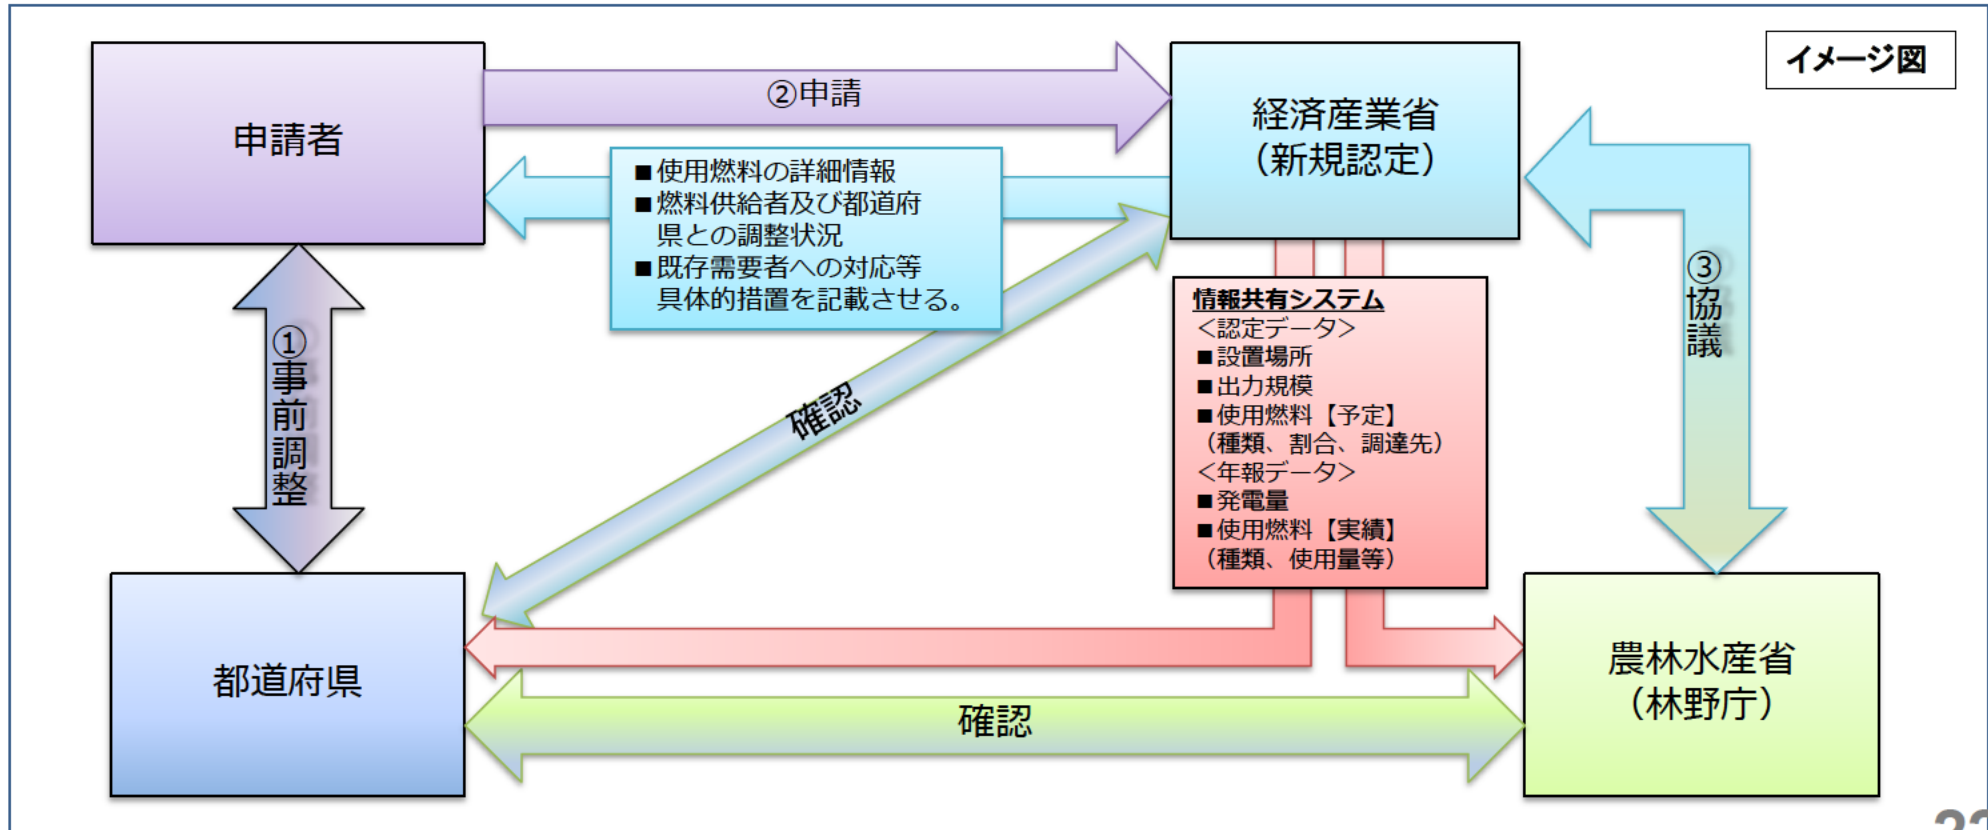 イメージ図
申請者
②申請
経済産業省
（新規認定）
■使用燃料の詳細情報
■燃料供給者及び都道府
県との調整状況
■既存需要者への対応等
具体的措置を記載させる。
①事前調整
確認
情報共有システム
＜認定データ＞
■設置場所
■出力規模
■使用燃料【予定】
（種類、割合、調達先）
＜年報データ＞
■発電量
■使用燃料【実績】
（種類、使用量等）
③協議
都道府県
確認
農林水産省
（林野庁）